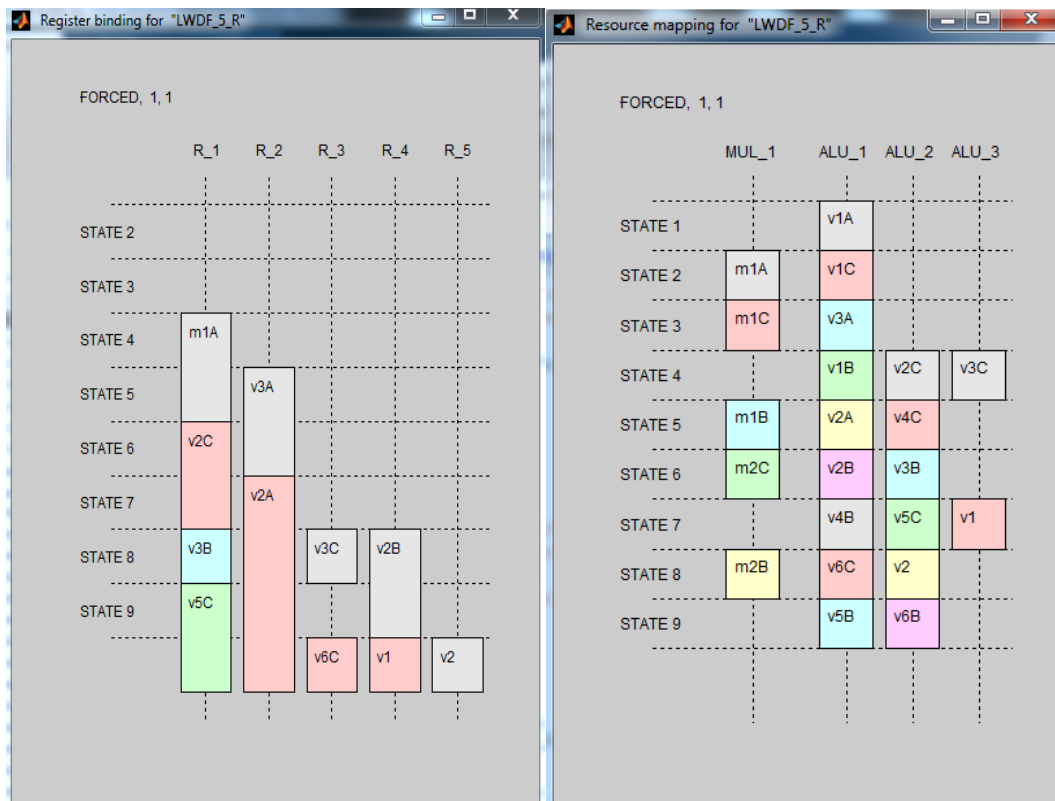 Register binding for "LWDF_5_R"
FORCED, 1, 1
R_1 R_2 R_3 R_4 R_5
STATE 2
STATE 3
STATE 4 m1A
STATE 5 v3A
STATE 6 v2C
STATE 7 v2A
STATE 8 v3B v3C v2B
STATE 9 v5C
v6C v1 v2
Resource mapping for "LWDF_5_R"
FORCED, 1, 1
MUL_1 ALU_1 ALU_2 ALU_3
STATE 1 v1A
STATE 2 m1A v1C
STATE 3 m1C v3A
STATE 4 v1B v2C v3C
STATE 5 m1B v2A v4C
STATE 6 m2C v2B v3B
STATE 7 v4B v5C v1
STATE 8 m2B v6C v2
STATE 9 v5B v6B